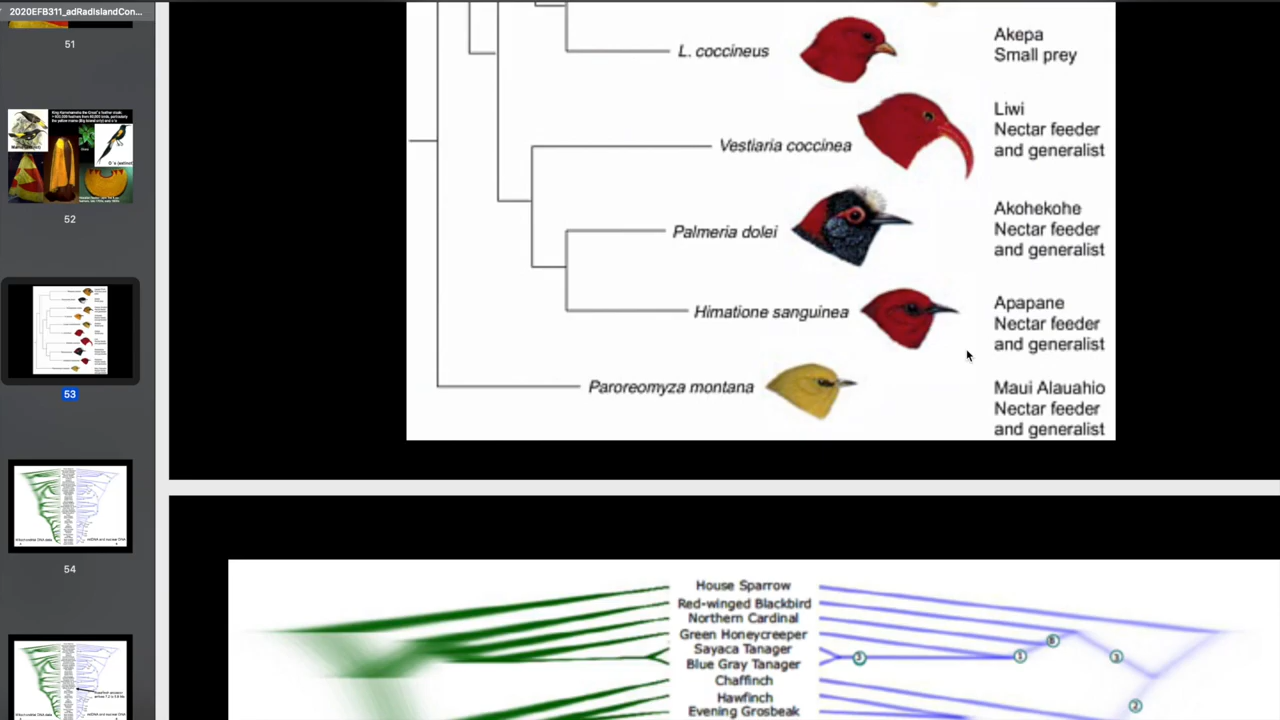 2020EFB311_adRadIslandCon...
51
52
53
54
L. coccineus
Akepa
Small prey
Vestiaria coccinea
Liwi
Nectar feeder
and generalist
Palmeria dolei
Akohekohe
Nectar feeder
and generalist
Himatione sanguinea
Apapane
Nectar feeder
and generalist
Paroreomyza montana
Maui Alauahio
Nectar feeder
and generalist
House Sparrow
Red-winged Blackbird
Northern Cardinal
Green Honeycreeper
Sayaca Tanager
Blue Gray Tanager
Chaffinch
Hawfinch
Evening Grosbeak